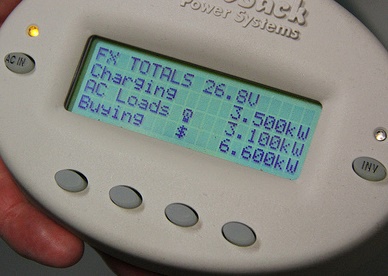 Back
Power Systems
AC IN
FX TOTALS 26.8V
Charging 3.500kW
AC Loads 3.100kW
Buying $ 6.600kW
INV